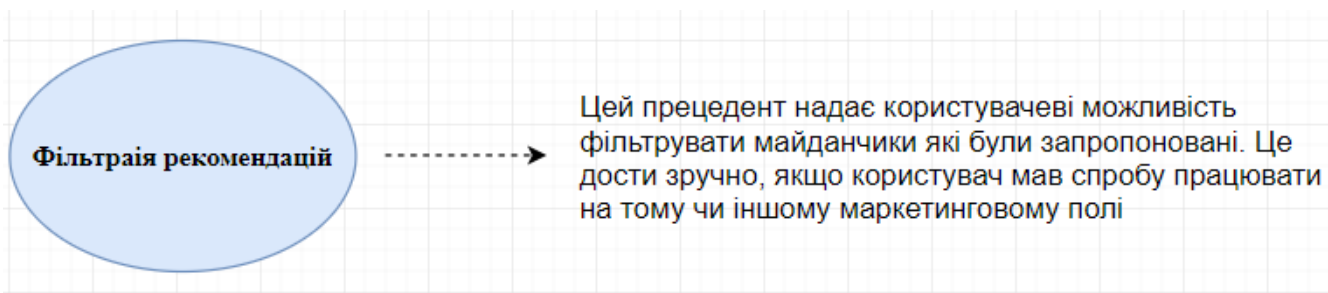 Фільтраія рекомендацій
Цей прецедент надає користувачеві можливість
фільтрувати майданчики які були запропоновані. Це
дости зручно, якщо користувач мав спробу працювати
на тому чи іншому маркетинговому полі